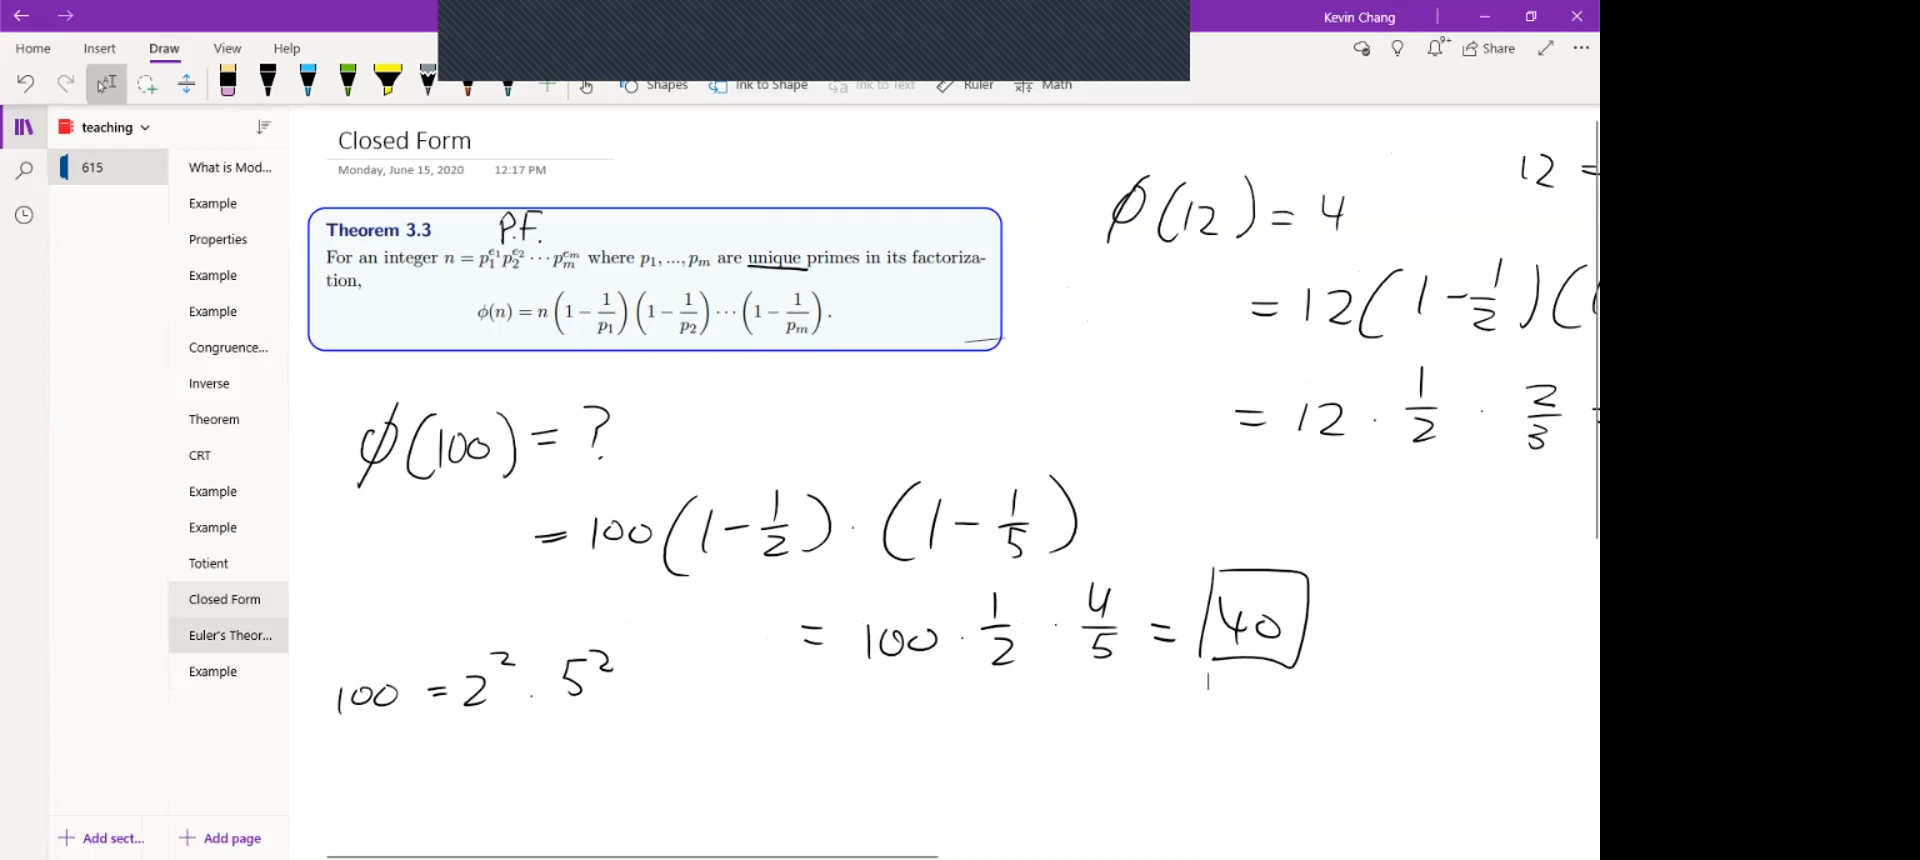 Kevin Chang
Home Insert Draw View Help
Share
Shapes Ink to Shape Ink to Text Ruler Math
teaching
615
What is Mod...
Example
Properties
Example
Example
Congruence...
Inverse
Theorem
CRT
Example
Example
Totient
Closed Form
Euler's Theor...
Example
Add sect...
Add page
Closed Form
Monday, June 15, 2020 12:17 PM
Theorem 3.3
P.F.
For an integer n = p₁^e₁ p₂^e₂ ⋯ pₘ^eₘ where p₁, ..., pₘ are unique primes in its factoriza-
tion,
ϕ(n) = n (1 − 1/p₁) (1 − 1/p₂) ⋯ (1 − 1/pₘ).
ϕ(100) = ?
= 100 (1 − 1/2) · (1 − 1/5)
= 100 · 1/2 · 4/5 = 40
100 = 2² · 5²
12 =
ϕ(12) = 4
= 12 (1 − 1/2) (
= 12 · 1/2 · 2/3 =